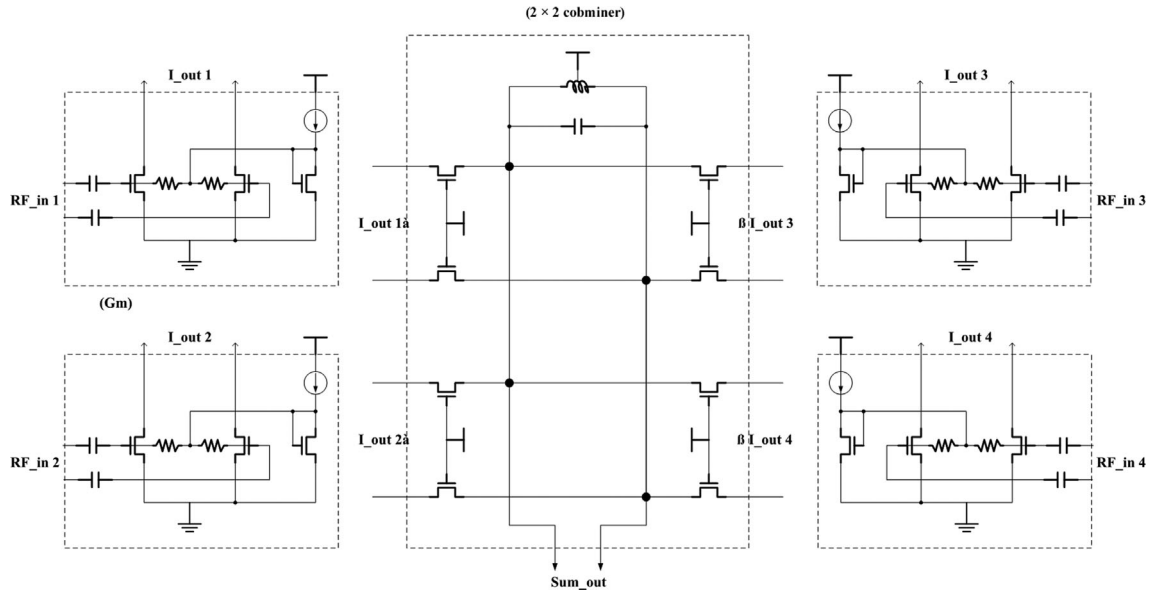 (2 × 2 cobminer)
I_out 1
I_out 3
RF_in 1
I_out 1à
ß I_out 3
RF_in 3
(Gm)
I_out 2
I_out 4
RF_in 2
I_out 2à
ß I_out 4
RF_in 4
Sum_out